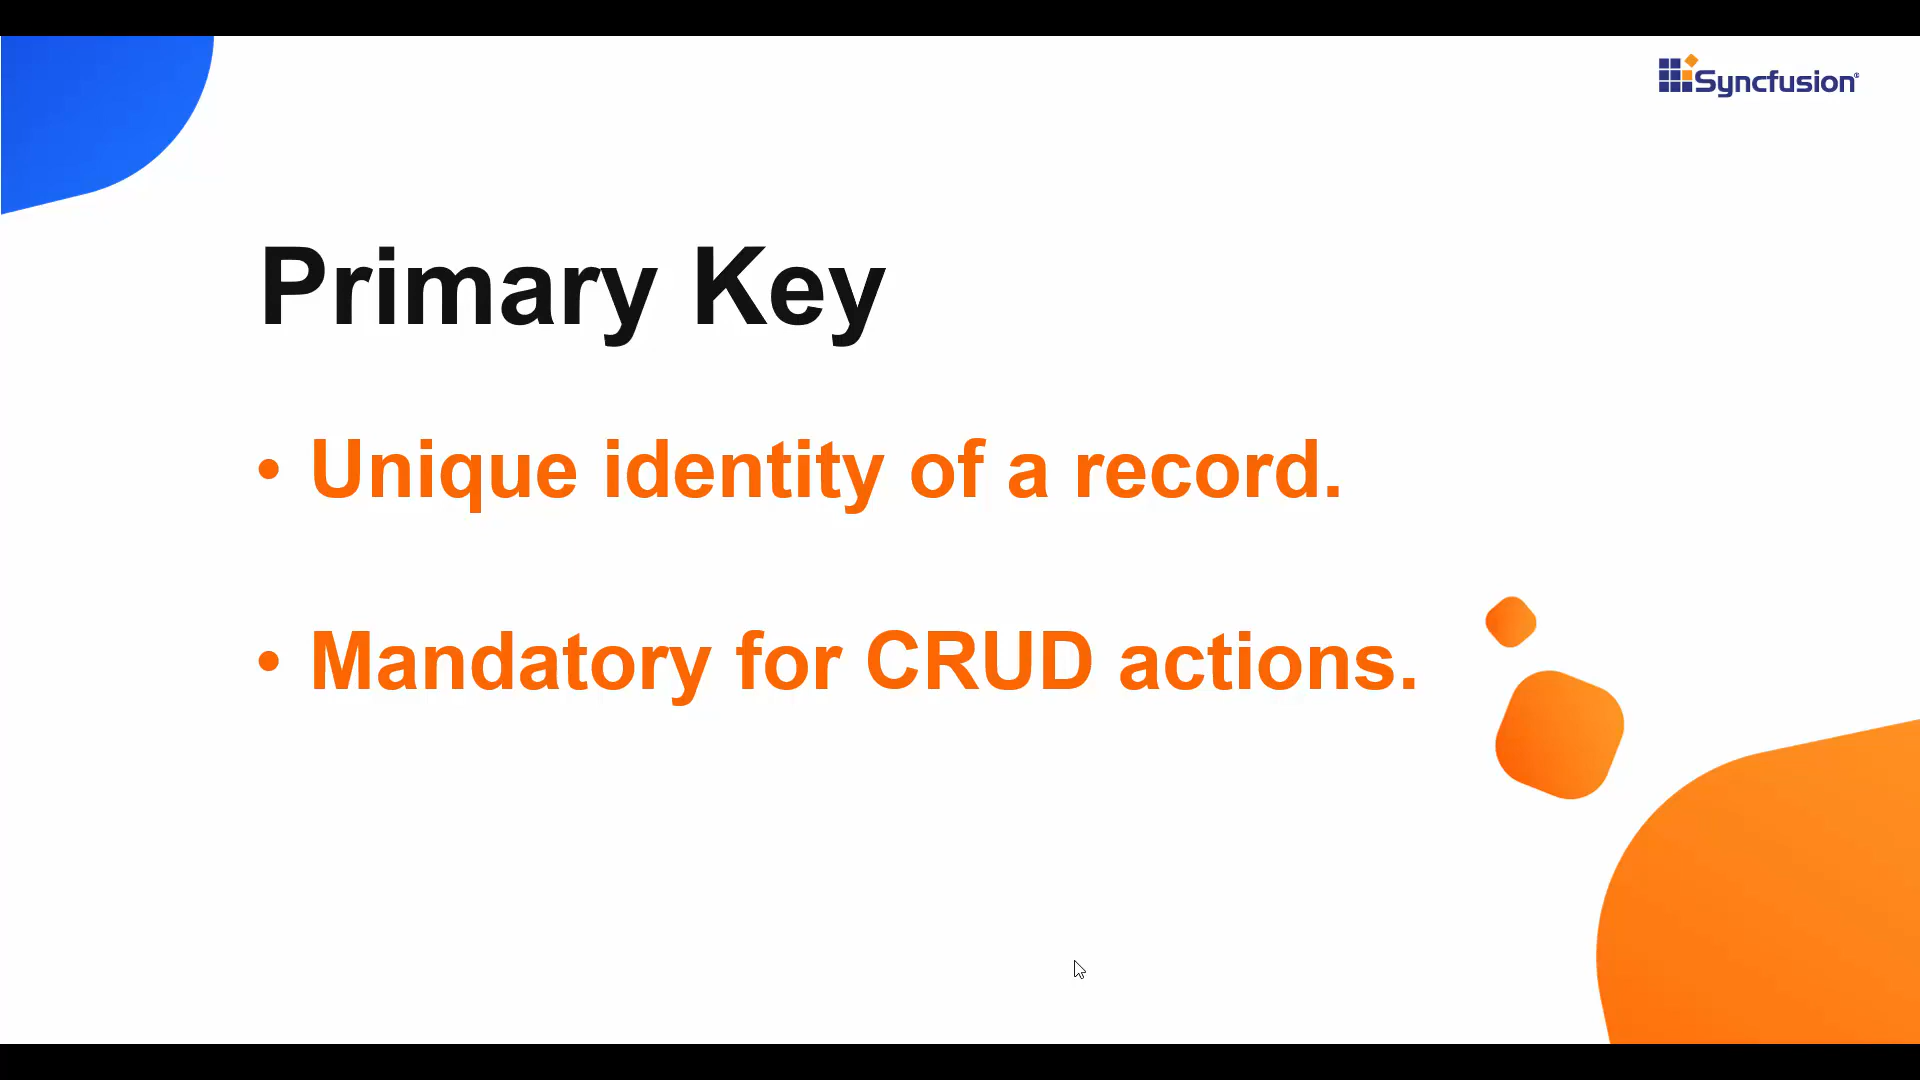 Syncfusion®
Primary Key
• Unique identity of a record.
• Mandatory for CRUD actions.